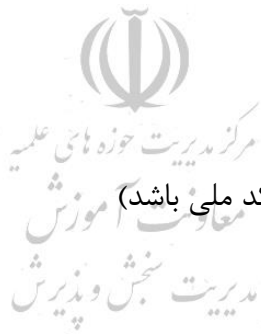 مرکز مدیریت حوزه های علمیه
کد ملی باشد)
معاونت آموزش
مدیریت سنجش و پذیرش